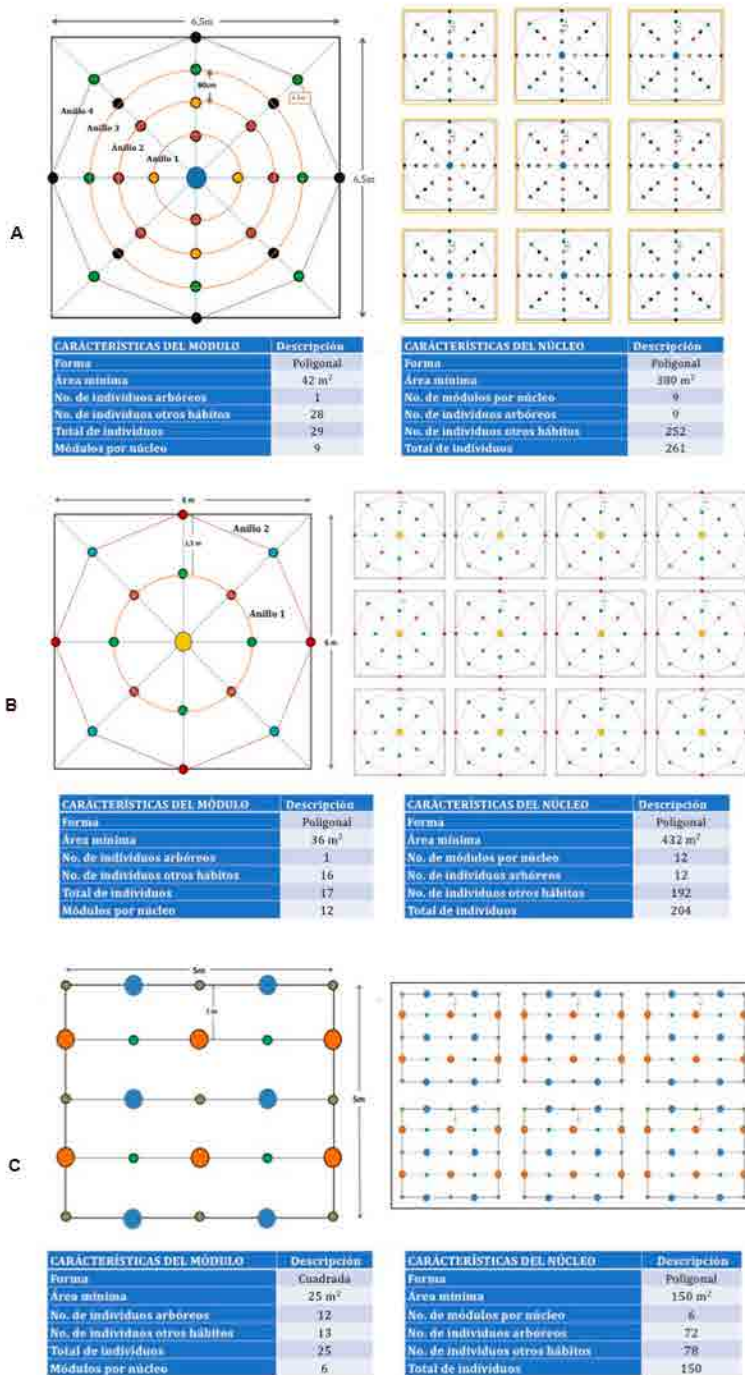 6,5m
90cm
Anillo 4
Anillo 3
Anillo 2
Anillo 1
6,5m
A
CARÁCTERÍSTICAS DEL MÓDULO Descripción
Forma Poligonal
Área mínima 42 m²
No. de individuos arbóreos 1
No. de individuos otros hábitos 28
Total de individuos 29
Módulos por núcleo 9
CARÁCTERÍSTICAS DEL NÚCLEO Descripción
Forma Poligonal
Área mínima 380 m²
No. de módulos por núcleo 9
No. de individuos arbóreos 9
No. de individuos otros hábitos 252
Total de individuos 261
Anillo 2
Anillo 1
B
CARÁCTERÍSTICAS DEL MÓDULO Descripción
Forma Poligonal
Área mínima 36 m²
No. de individuos arbóreos 1
No. de individuos otros hábitos 16
Total de individuos 17
Módulos por núcleo 12
CARÁCTERÍSTICAS DEL NÚCLEO Descripción
Forma Poligonal
Área mínima 432 m²
No. de módulos por núcleo 12
No. de individuos arbóreos 12
No. de individuos otros hábitos 192
Total de individuos 204
5m
1 m
5m
C
CARÁCTERÍSTICAS DEL MÓDULO Descripción
Forma Cuadrada
Área mínima 25 m²
No. de individuos arbóreos 12
No. de individuos otros hábitos 13
Total de individuos 25
Módulos por núcleo 6
CARÁCTERÍSTICAS DEL NÚCLEO Descripción
Forma Poligonal
Área mínima 150 m²
No. de módulos por núcleo 6
No. de individuos arbóreos 72
No. de individuos otros hábitos 78
Total de individuos 150